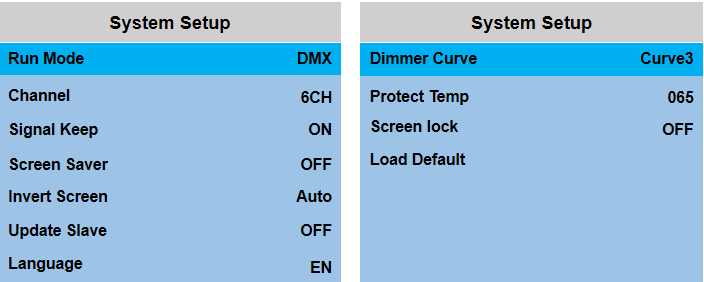 System Setup
Run Mode DMX
Channel 6CH
Signal Keep ON
Screen Saver OFF
Invert Screen Auto
Update Slave OFF
Language EN
System Setup
Dimmer Curve Curve3
Protect Temp 065
Screen lock OFF
Load Default